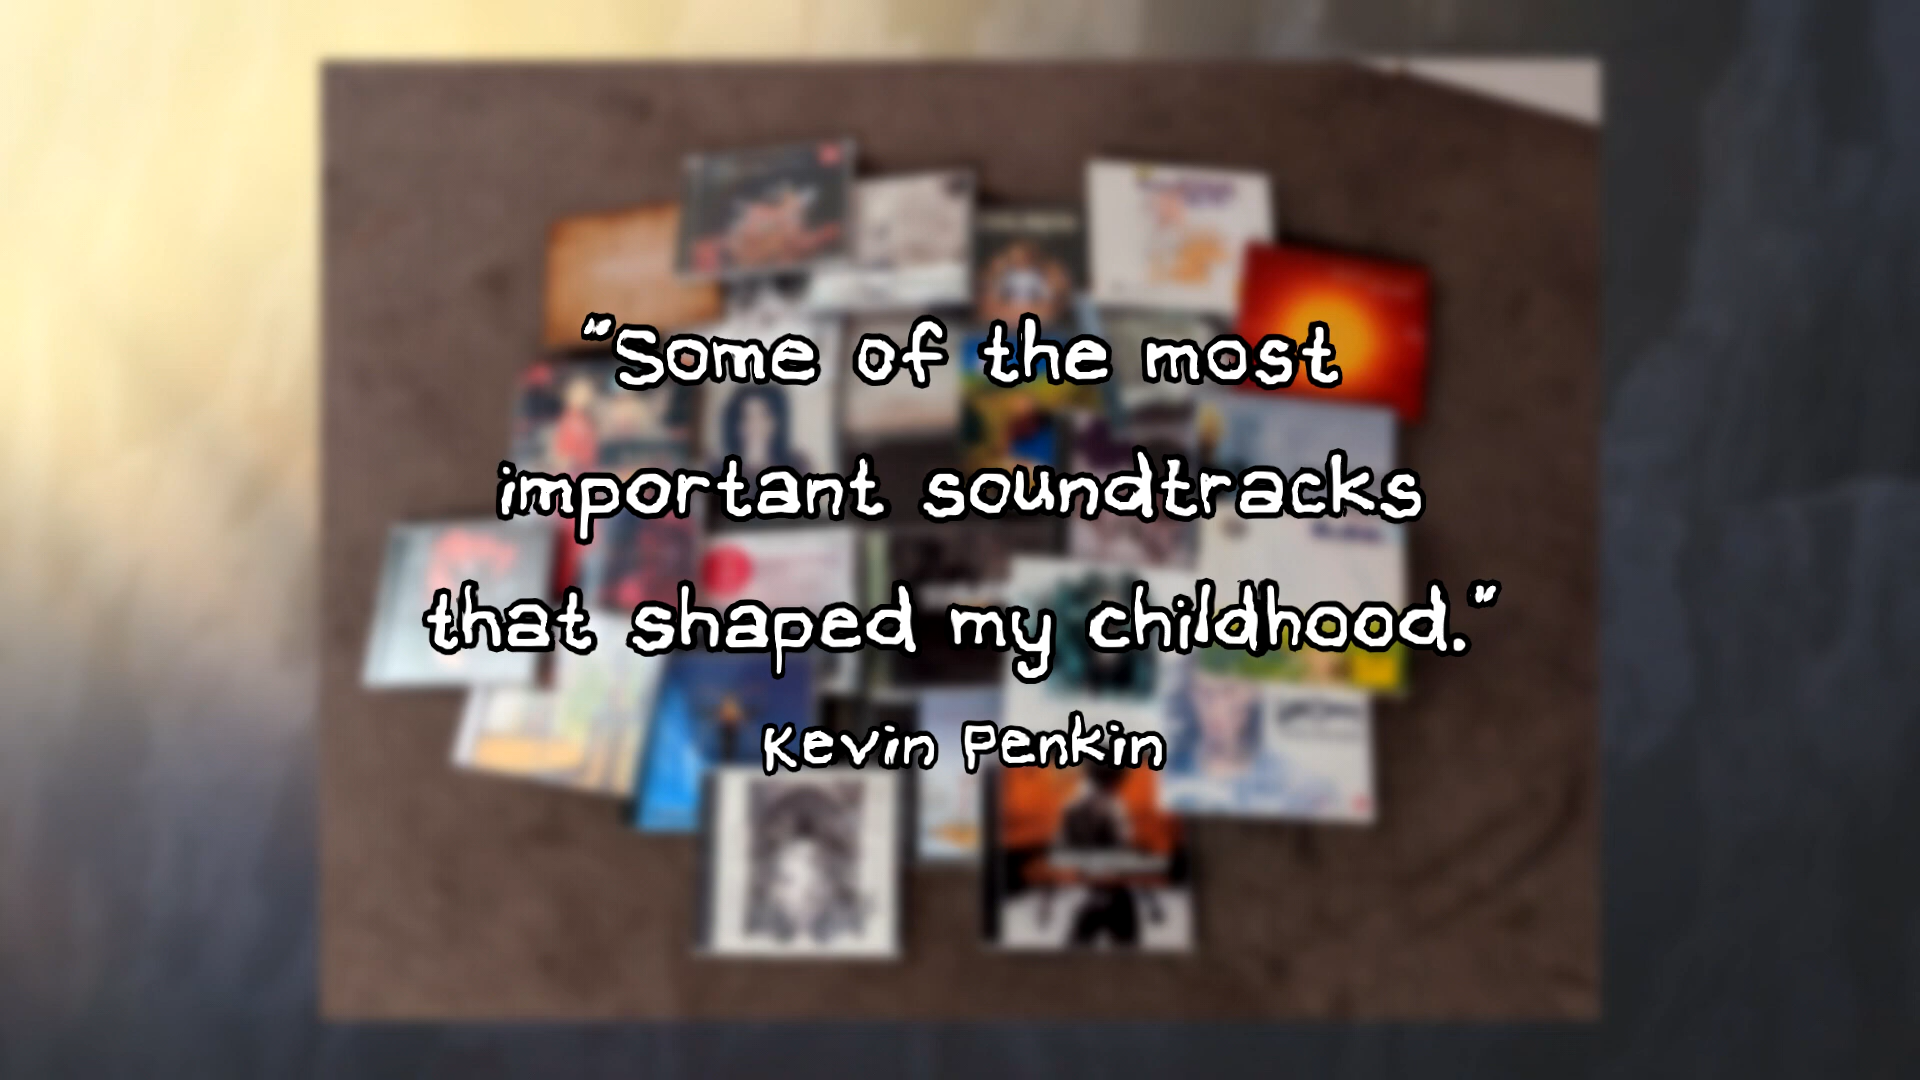 "Some of the most
important soundtracks
that shaped my childhood."
Kevin Penkin